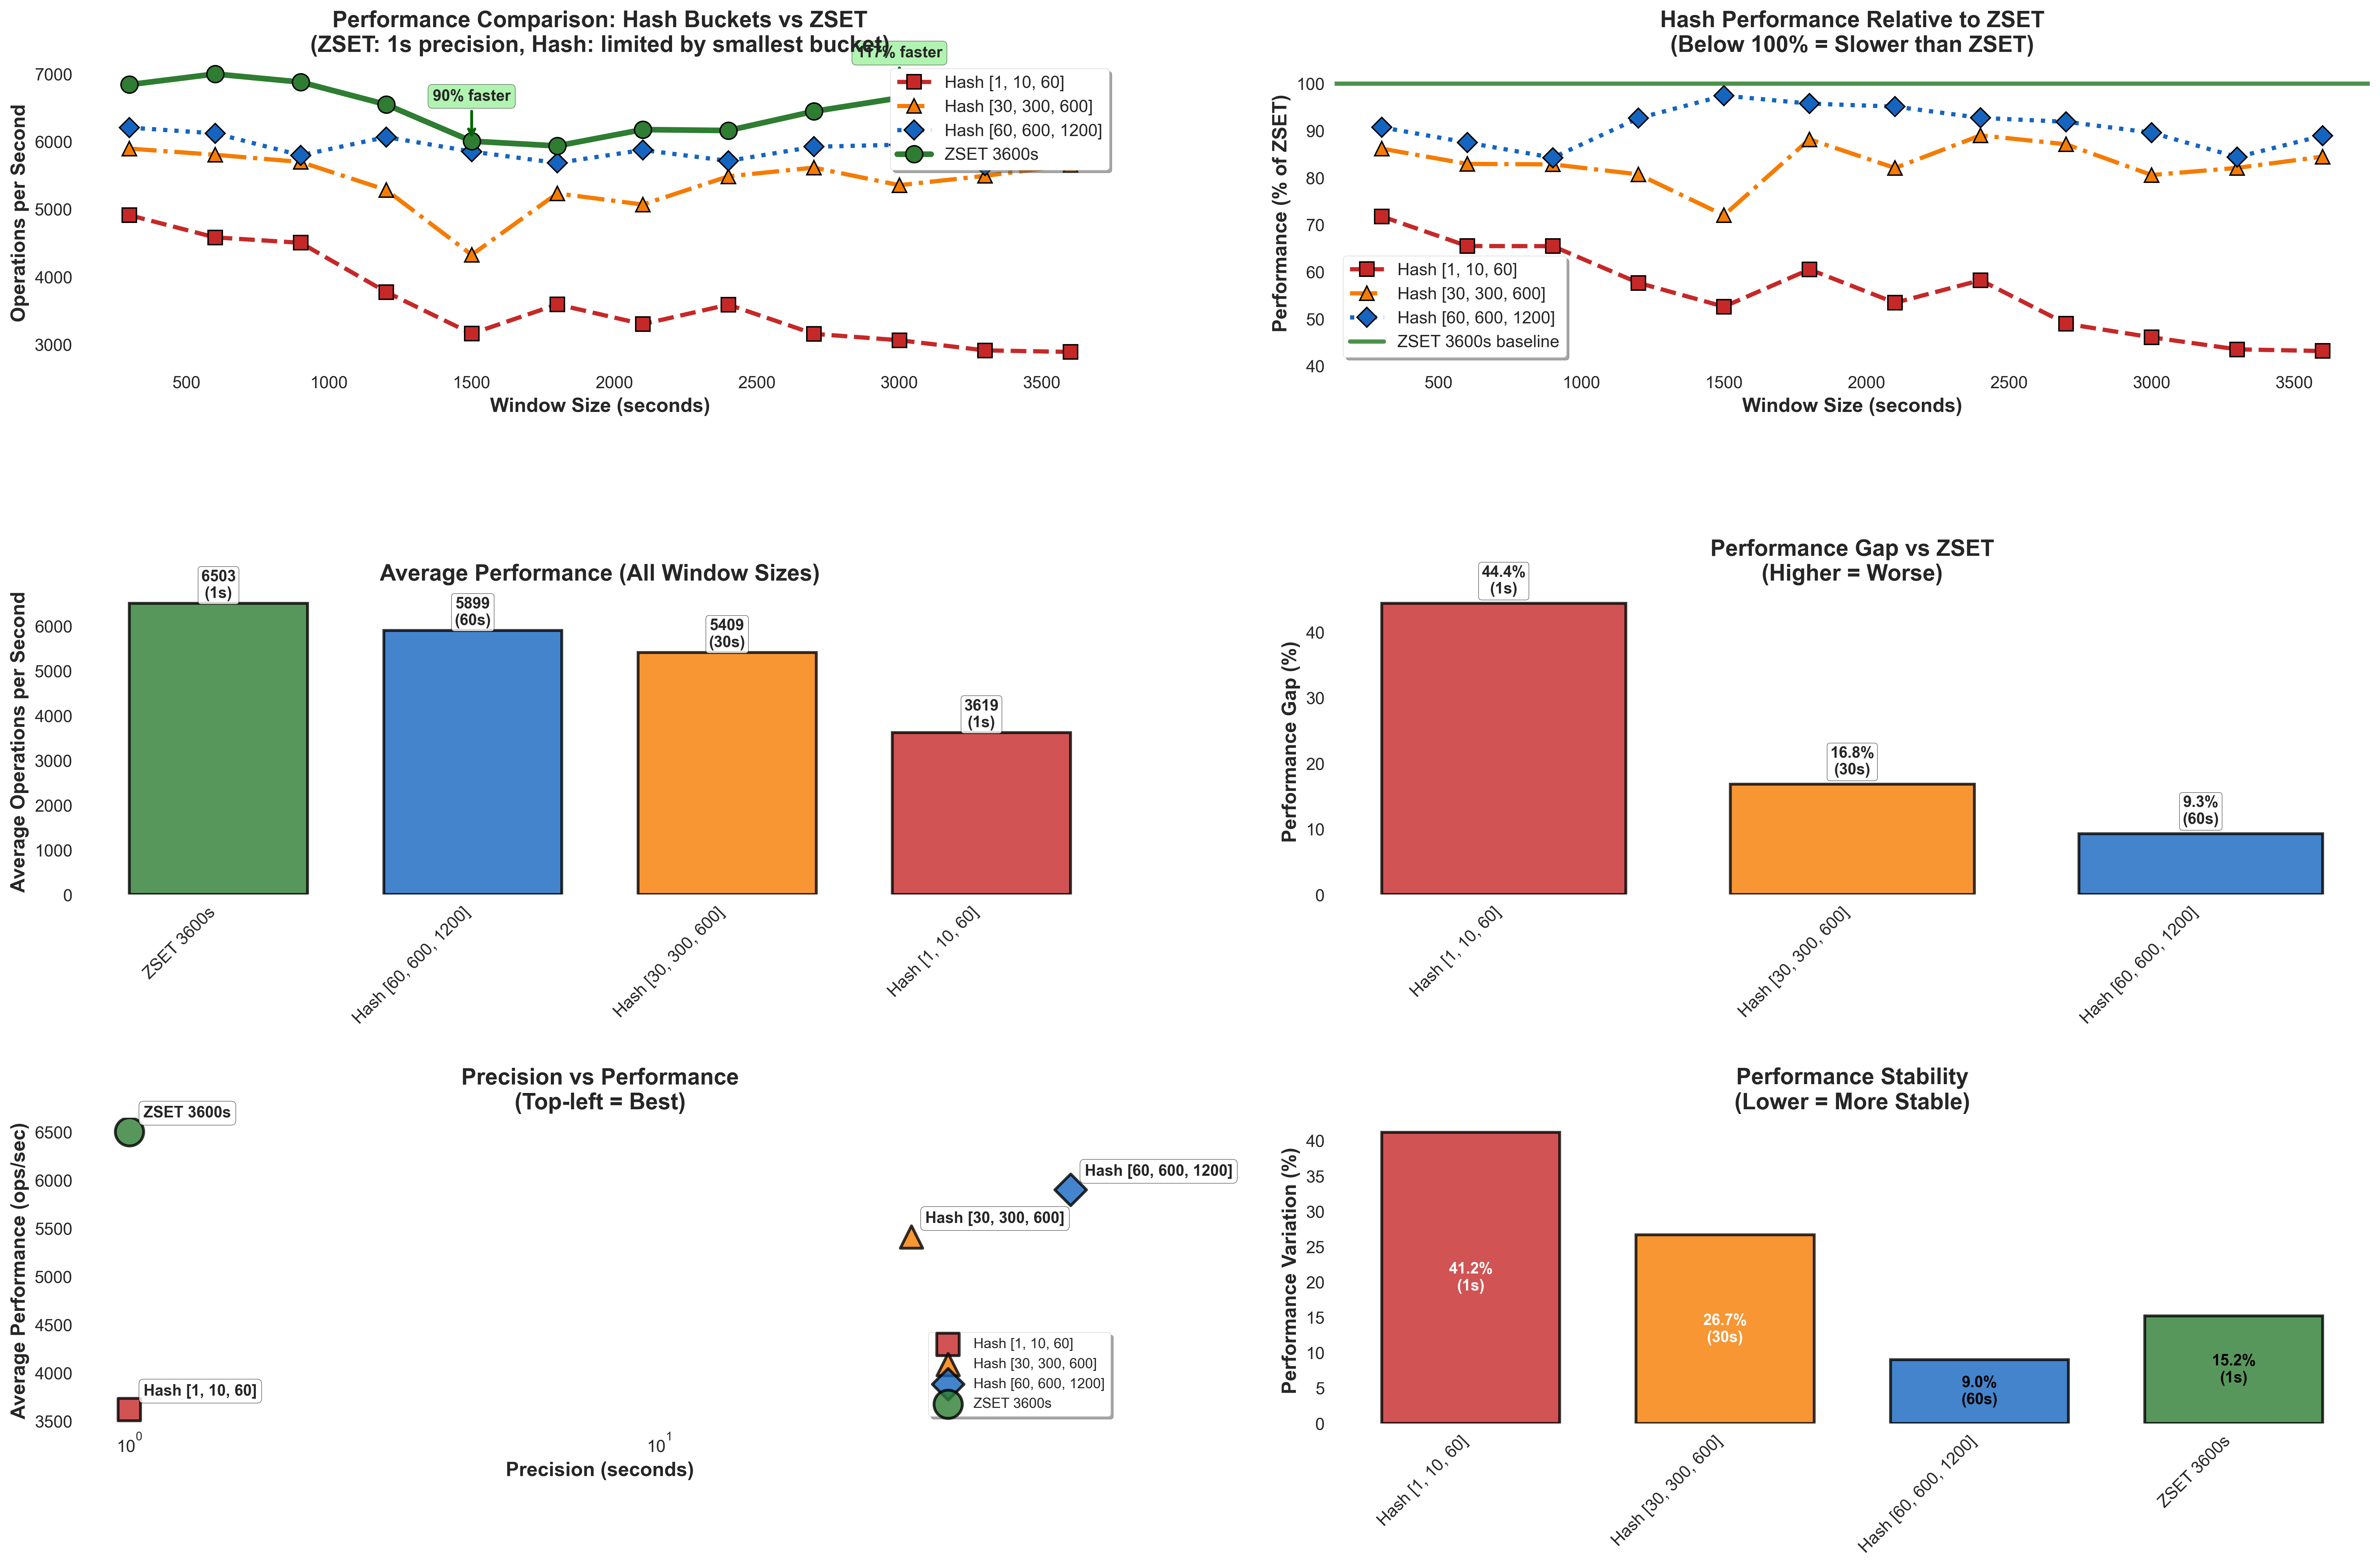 Performance Comparison: Hash Buckets vs ZSET
(ZSET: 1s precision, Hash: limited by smallest bucket)
117% faster
90% faster
Hash [1, 10, 60]
Hash [30, 300, 600]
Hash [60, 600, 1200]
ZSET 3600s
Operations per Second
7000
6000
5000
4000
3000
500
1000
1500
2000
2500
3000
3500
Window Size (seconds)
Hash Performance Relative to ZSET
(Below 100% = Slower than ZSET)
Performance (% of ZSET)
100
90
80
70
60
50
40
Hash [1, 10, 60]
Hash [30, 300, 600]
Hash [60, 600, 1200]
ZSET 3600s baseline
500
1000
1500
2000
2500
3000
3500
Window Size (seconds)
Average Performance (All Window Sizes)
Average Operations per Second
6000
5000
4000
3000
2000
1000
0
6503
(1s)
5899
(60s)
5409
(30s)
3619
(1s)
ZSET 3600s
Hash [60, 600, 1200]
Hash [30, 300, 600]
Hash [1, 10, 60]
Performance Gap vs ZSET
(Higher = Worse)
Performance Gap (%)
40
30
20
10
0
44.4%
(1s)
16.8%
(30s)
9.3%
(60s)
Hash [1, 10, 60]
Hash [30, 300, 600]
Hash [60, 600, 1200]
Precision vs Performance
(Top-left = Best)
Average Performance (ops/sec)
6500
6000
5500
5000
4500
4000
3500
ZSET 3600s
Hash [60, 600, 1200]
Hash [30, 300, 600]
Hash [1, 10, 60]
Hash [1, 10, 60]
Hash [30, 300, 600]
Hash [60, 600, 1200]
ZSET 3600s
10^0
10^1
Precision (seconds)
Performance Stability
(Lower = More Stable)
Performance Variation (%)
40
35
30
25
20
15
10
5
0
41.2%
(1s)
26.7%
(30s)
9.0%
(60s)
15.2%
(1s)
Hash [1, 10, 60]
Hash [30, 300, 600]
Hash [60, 600, 1200]
ZSET 3600s